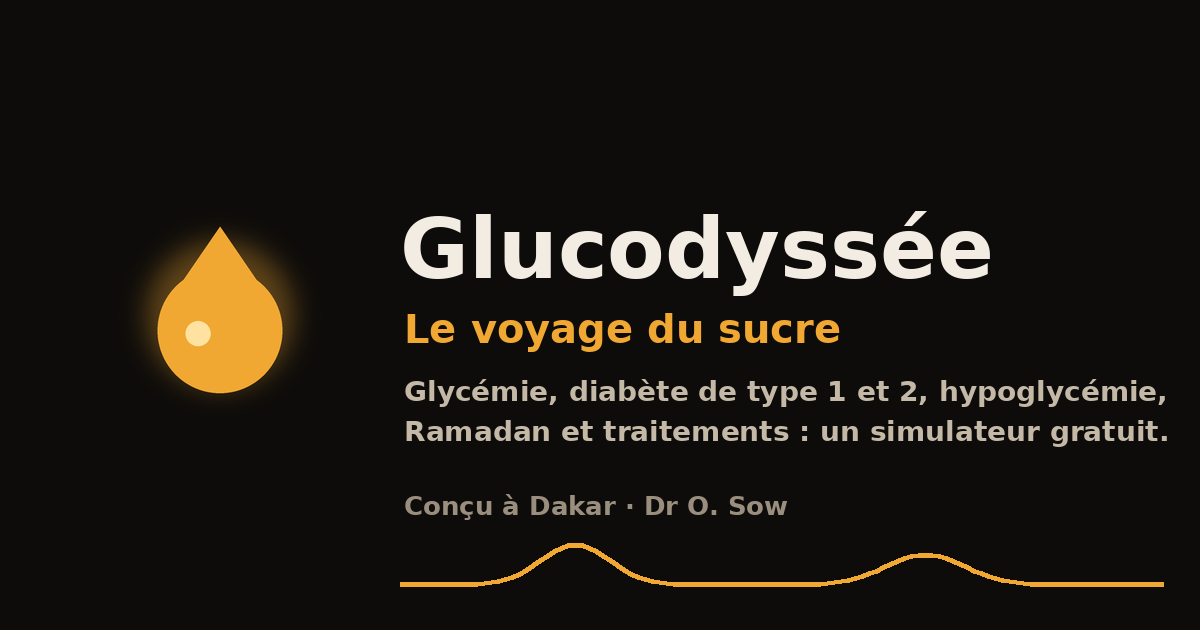 Glucodyssée
Le voyage du sucre
Glycémie, diabète de type 1 et 2, hypoglycémie,
Ramadan et traitements : un simulateur gratuit.
Conçu à Dakar · Dr O. Sow